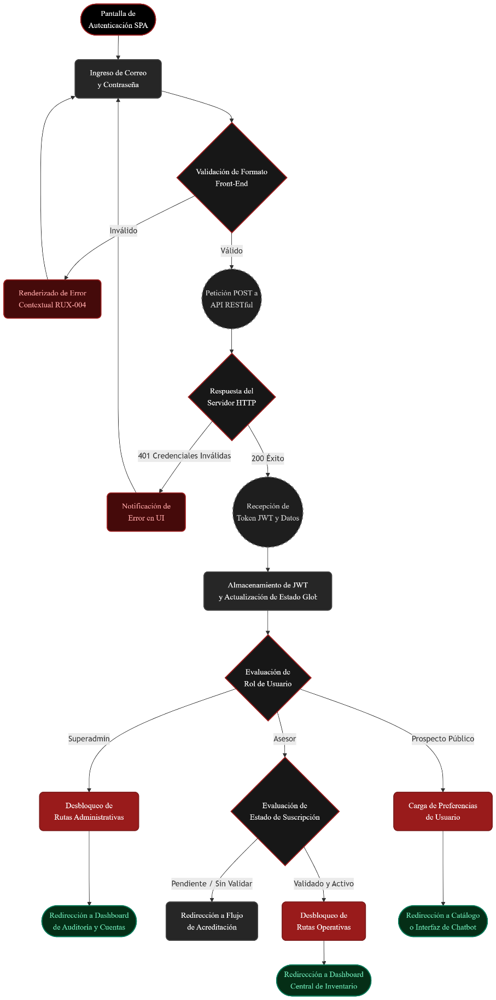 Pantalla de
Autenticación SPA
Ingreso de Correo
y Contraseña
Validación de Formato
Front-End
Inválido
Válido
Renderizado de Error
Contextual RUX-004
Petición POST a
API RESTful
Respuesta del
Servidor HTTP
401 Credenciales Inválidas
200 Éxito
Notificación de
Error en UI
Recepción de
Token JWT y Datos
Almacenamiento de JWT
y Actualización de Estado Glob
Evaluación de
Rol de Usuario
Superadmin
Asesor
Prospecto Público
Desbloqueo de
Rutas Administrativas
Evaluación de
Estado de Suscripción
Carga de Preferencias
de Usuario
Pendiente / Sin Validar
Validado y Activo
Redirección a Dashboard
de Auditoría y Cuentas
Redirección a Flujo
de Acreditación
Desbloqueo de
Rutas Operativas
Redirección a Catálogo
o Interfaz de Chatbot
Redirección a Dashboard
Central de Inventario